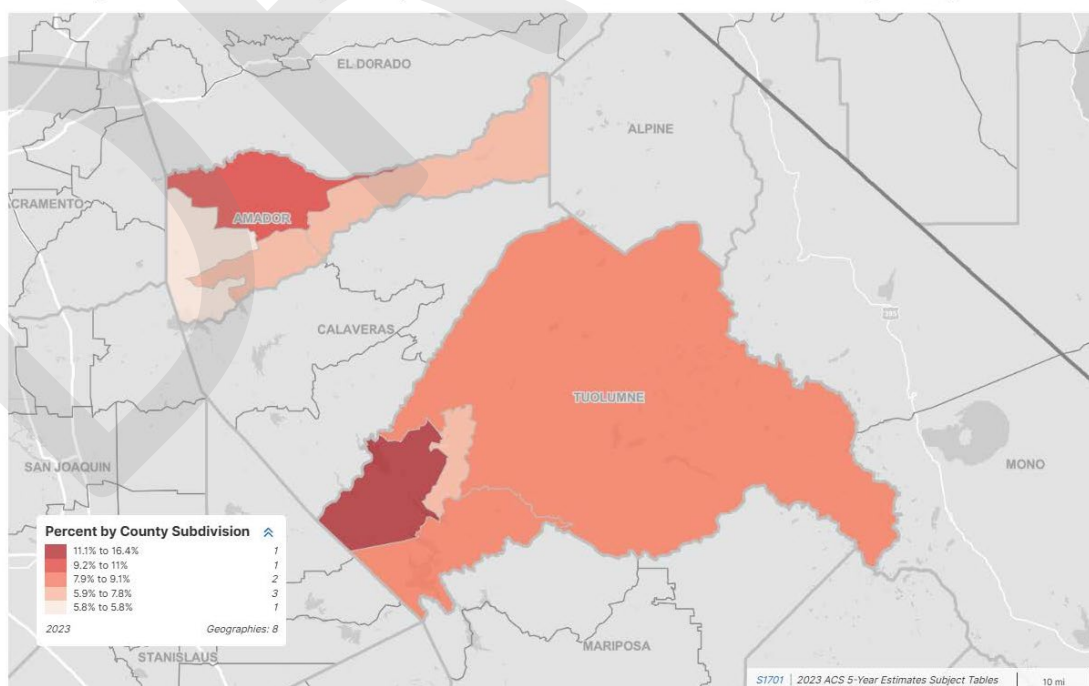 EL DORADO
ALPINE
ACRAMENTO
AMADOR
CALAVERAS
395
TUOLUMNE
SAN JOAQUIN
MONO
Percent by County Subdivision
11.1% to 16.4% 1
9.2% to 11% 1
7.9% to 9.1% 2
5.9% to 7.8% 3
5.8% to 5.8% 1
2023 Geographies: 8
MARIPOSA
STANISLAUS
S1701 | 2023 ACS 5-Year Estimates Subject Tables 10 mi